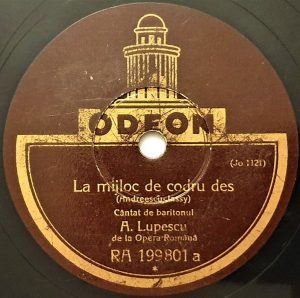 ODEON
(Jo 1121)
La mijloc de codru des
(Andreescu Iassy)
Cântat de baritonul
A. Lupescu
de la Opera Română
RA 199801 a
*